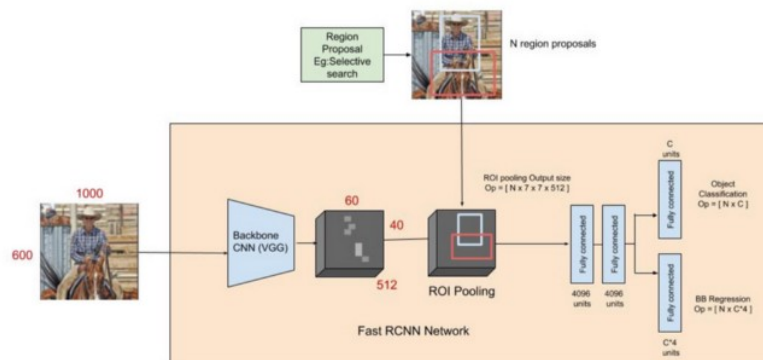 Region
Proposal
Eg:Selective
search
N region proposals
1000
600
Backbone
CNN (VGG)
60
40
512
ROI Pooling
ROI pooling Output size
Op = [ N x 7 x 7 x 512 ]
Fully connected
4096
units
Fully connected
4096
units
C
units
Fully connected
Object
Classification
Op = [ N x C ]
Fully connected
C*4
units
BB Regression
Op = [ N x C*4 ]
Fast RCNN Network